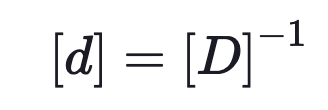 [d] = [D]⁻¹